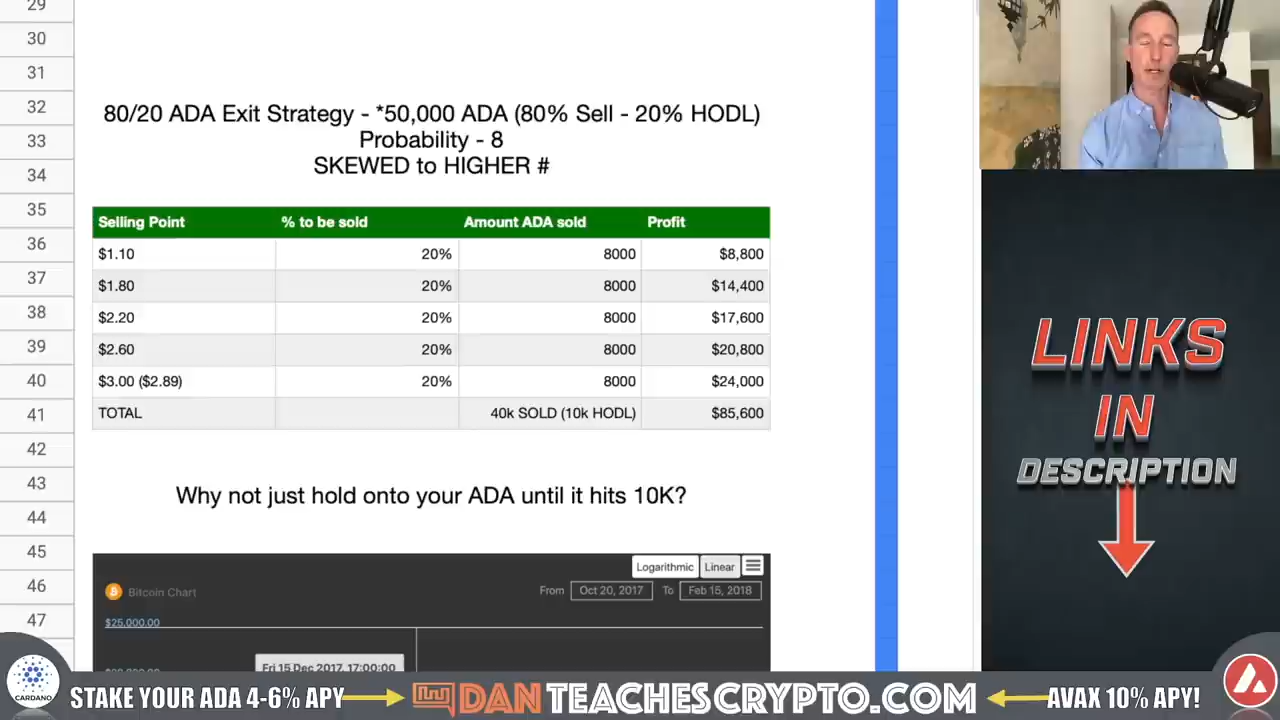 29
30
31
32
33
34
35
36
37
38
39
40
41
42
43
44
45
46
47
80/20 ADA Exit Strategy - *50,000 ADA (80% Sell - 20% HODL)
Probability - 8
SKEWED to HIGHER #
Selling Point % to be sold Amount ADA sold Profit
$1.10 20% 8000 $8,800
$1.80 20% 8000 $14,400
$2.20 20% 8000 $17,600
$2.60 20% 8000 $20,800
$3.00 ($2.89) 20% 8000 $24,000
TOTAL 40k SOLD (10k HODL) $85,600
Why not just hold onto your ADA until it hits 10K?
Logarithmic Linear
Bitcoin Chart From Oct 20, 2017 To Feb 15, 2018
$25,000.00
Fri 15 Dec 2017, 17:00:00
LINKS
IN
DESCRIPTION
CARDANO
STAKE YOUR ADA 4-6% APY DANTEACHESCRYPTO.COM AVAX 10% APY!